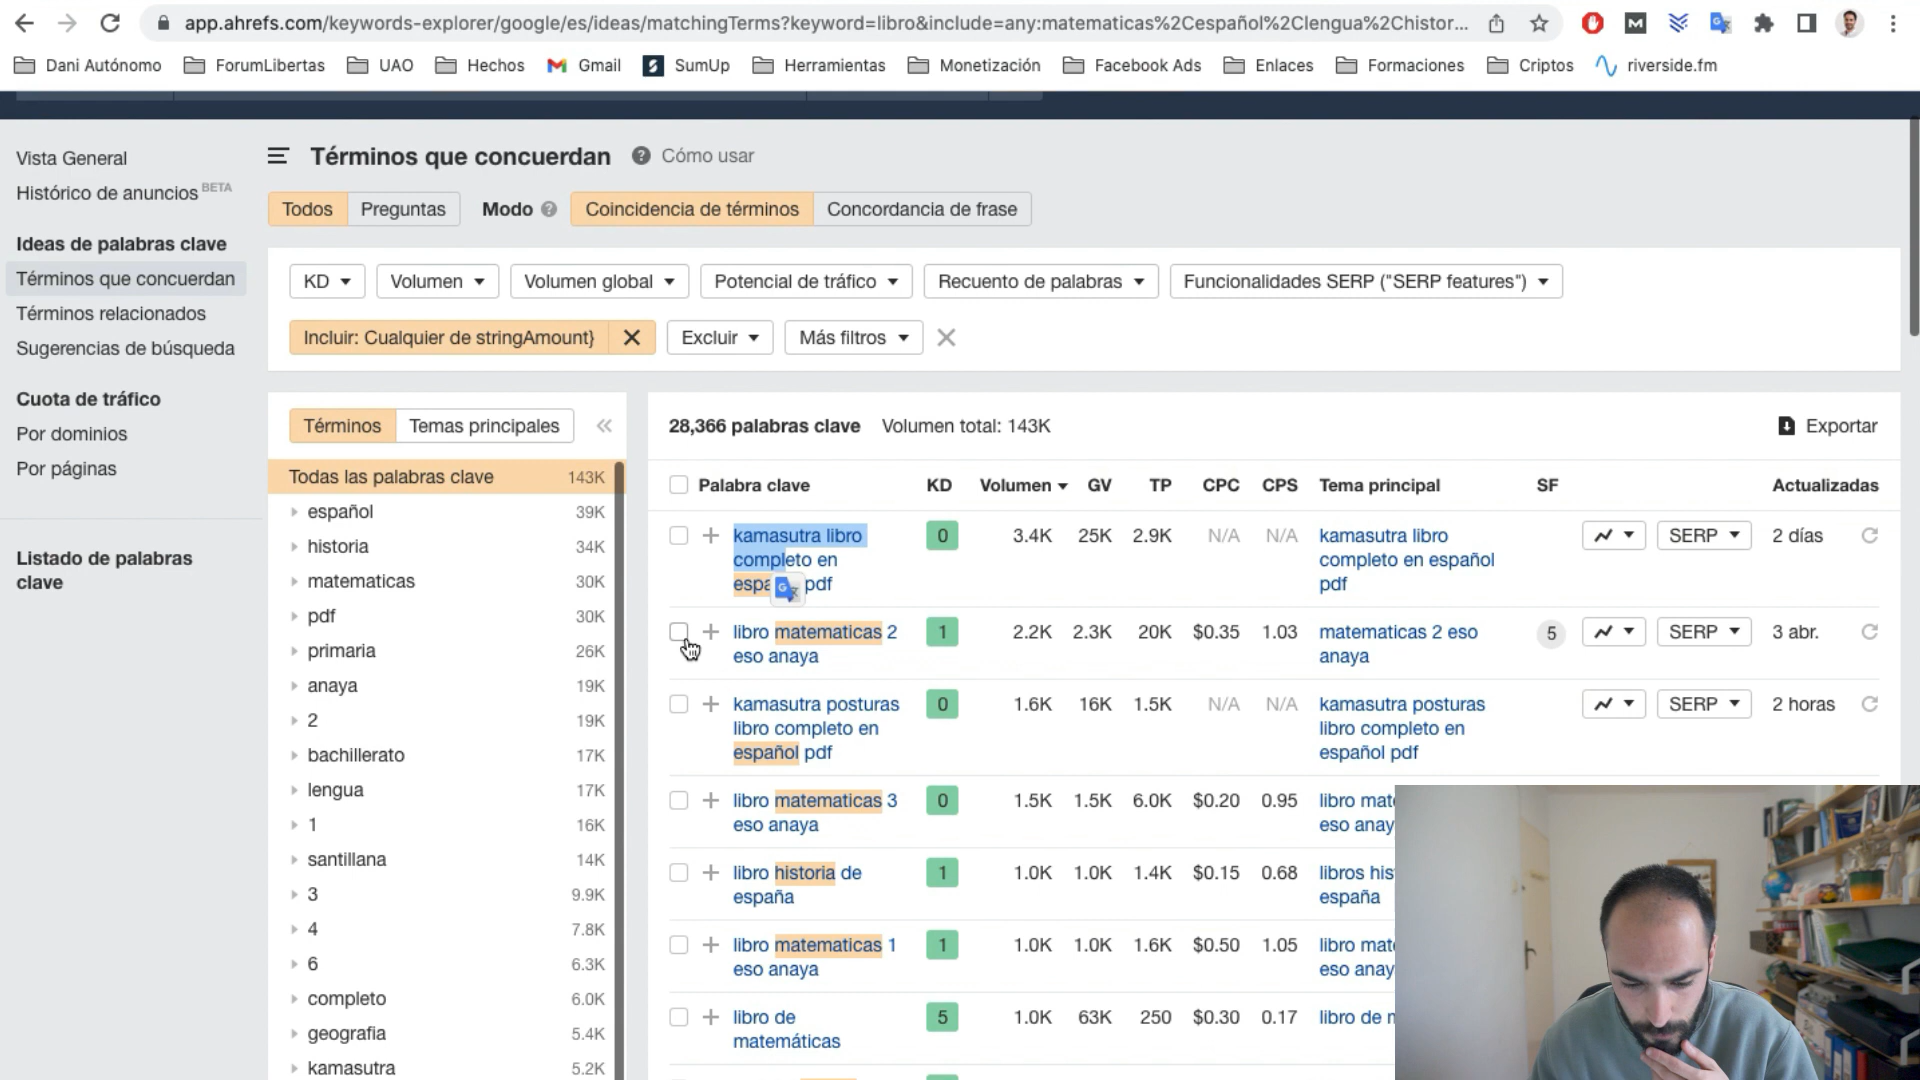 app.ahrefs.com/keywords-explorer/google/es/ideas/matchingTerms?keyword=libro&include=any:matematicas%2Cespañol%2Clengua%2Chistor...
Dani Autónomo ForumLibertas UAO Hechos Gmail SumUp Herramientas Monetización Facebook Ads Enlaces Formaciones Criptos riverside.fm
Vista General
Histórico de anuncios BETA
Ideas de palabras clave
Términos que concuerdan
Términos relacionados
Sugerencias de búsqueda
Cuota de tráfico
Por dominios
Por páginas
Listado de palabras
clave
Términos que concuerdan ? Cómo usar
Todos Preguntas Modo ? Coincidencia de términos Concordancia de frase
KD Volumen Volumen global Potencial de tráfico Recuento de palabras Funcionalidades SERP ("SERP features")
Incluir: Cualquier de stringAmount} Excluir Más filtros
Términos Temas principales
Todas las palabras clave 143K
español 39K
historia 34K
matematicas 30K
pdf 30K
primaria 26K
anaya 19K
2 19K
bachillerato 17K
lengua 17K
1 16K
santillana 14K
3 9.9K
4 7.8K
6 6.3K
completo 6.0K
geografia 5.4K
kamasutra 5.2K
28,366 palabras clave Volumen total: 143K Exportar
Palabra clave KD Volumen GV TP CPC CPS Tema principal SF Actualizadas
kamasutra libro 0 3.4K 25K 2.9K N/A N/A kamasutra libro SERP 2 días
completo en completo en español
espa pdf pdf
libro matematicas 2 1 2.2K 2.3K 20K $0.35 1.03 matematicas 2 eso 5 SERP 3 abr.
eso anaya anaya
kamasutra posturas 0 1.6K 16K 1.5K N/A N/A kamasutra posturas SERP 2 horas
libro completo en libro completo en
español pdf español pdf
libro matematicas 3 0 1.5K 1.5K 6.0K $0.20 0.95 libro mat
eso anaya eso anay
libro historia de 1 1.0K 1.0K 1.4K $0.15 0.68 libros his
españa españa
libro matematicas 1 1 1.0K 1.0K 1.6K $0.50 1.05 libro mat
eso anaya eso anay
libro de 5 1.0K 63K 250 $0.30 0.17 libro de
matemáticas